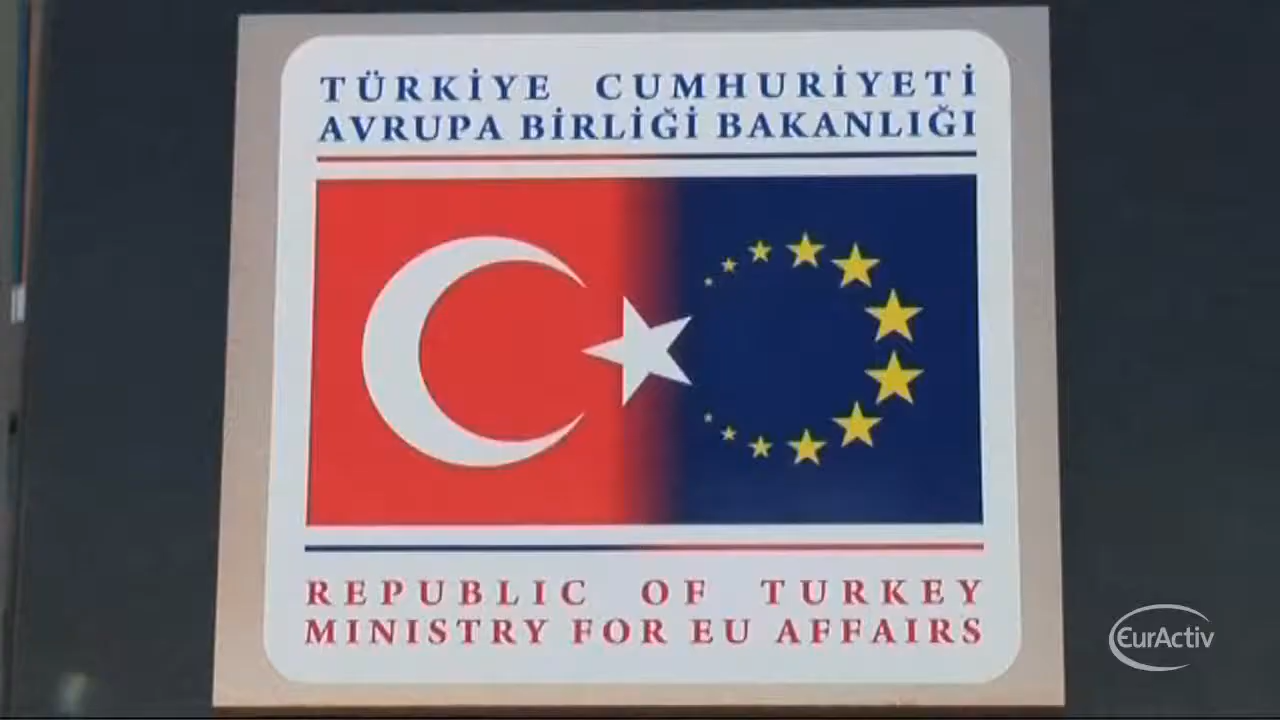 TÜRKİYE CUMHURİYETİ
AVRUPA BİRLİĞİ BAKANLIĞI
REPUBLIC OF TURKEY
MINISTRY FOR EU AFFAIRS
EurActiv